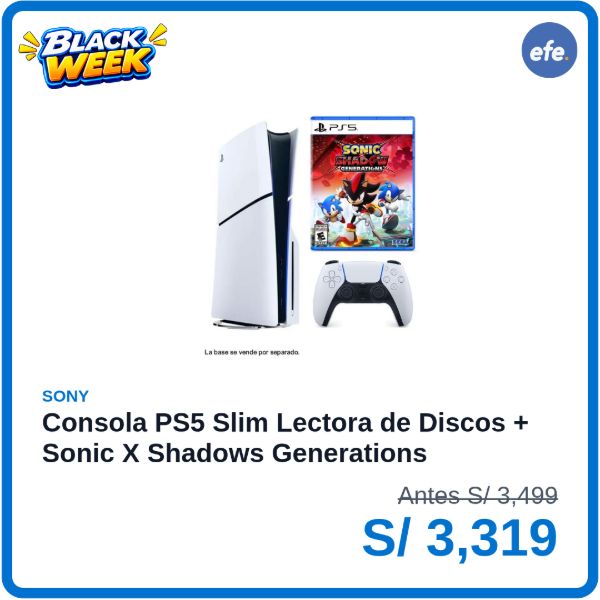 BLACK
WEEK
efe.
PS5
SONIC
SHADOW
GENERATIONS
SEGA
La base se vende por separado.
SONY
Consola PS5 Slim Lectora de Discos +
Sonic X Shadows Generations
Antes S/ 3,499
S/ 3,319